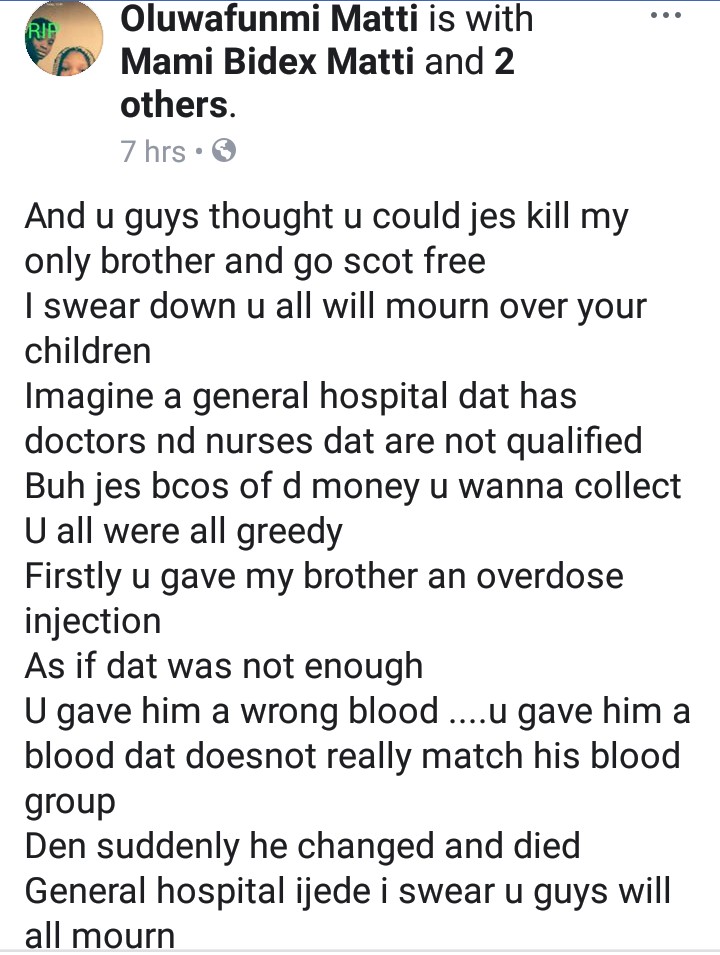 RIP
Oluwafunmi Matti is with
Mami Bidex Matti and 2
others.
7 hrs •
And u guys thought u could jes kill my
only brother and go scot free
I swear down u all will mourn over your
children
Imagine a general hospital dat has
doctors nd nurses dat are not qualified
Buh jes bcos of d money u wanna collect
U all were all greedy
Firstly u gave my brother an overdose
injection
As if dat was not enough
U gave him a wrong blood ....u gave him a
blood dat doesnot really match his blood
group
Den suddenly he changed and died
General hospital ijede i swear u guys will
all mourn